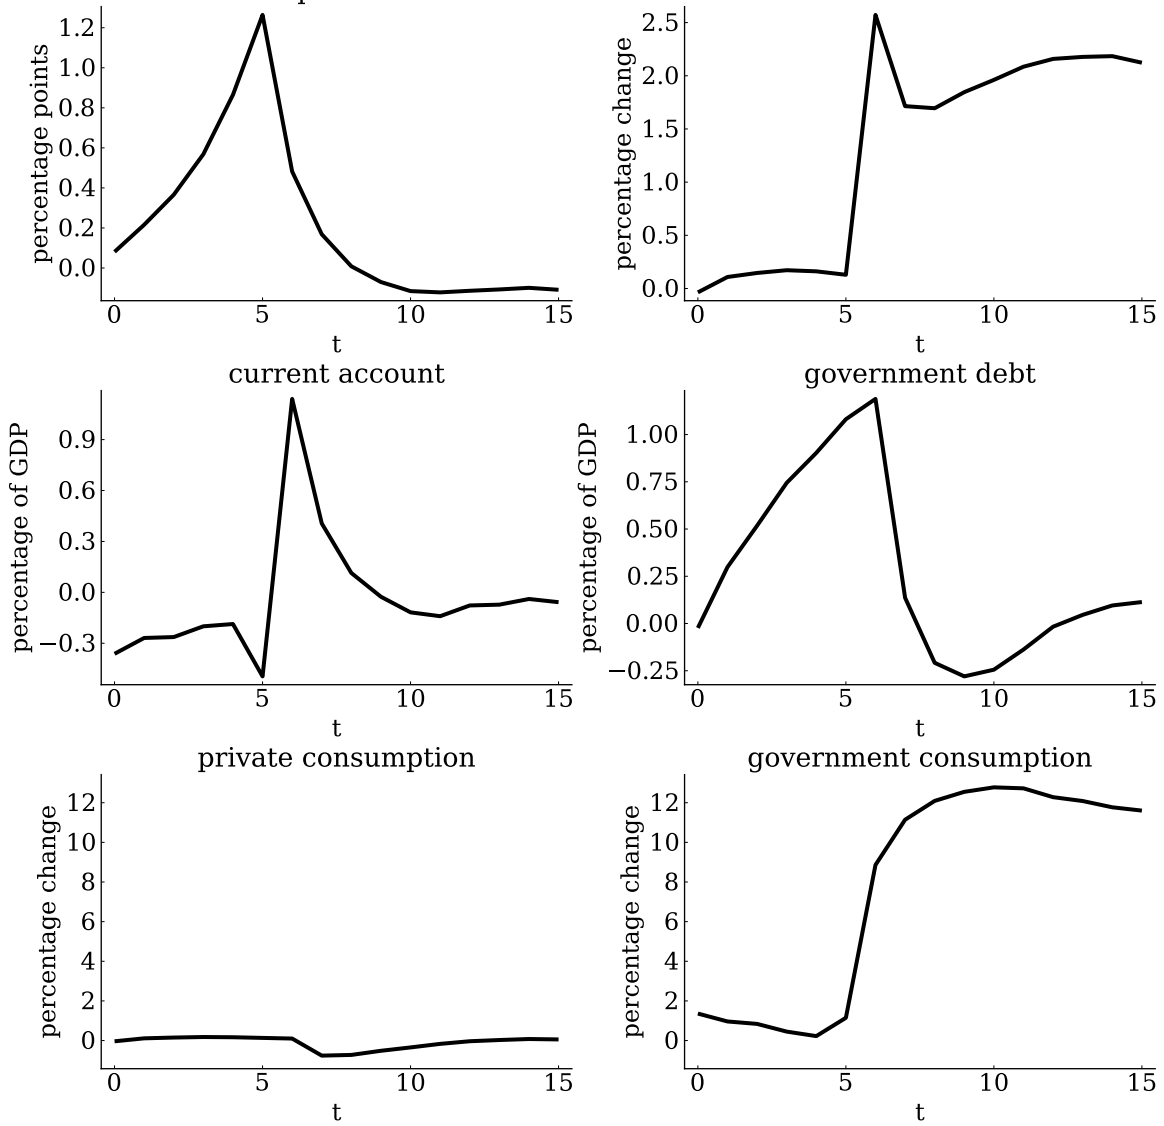 percentage points
1.2
1.0
0.8
0.6
0.4
0.2
0.0
0 5 10 15
t
percentage change
2.5
2.0
1.5
1.0
0.5
0.0
0 5 10 15
t
current account
percentage of GDP
0.9
0.6
0.3
0.0
−0.3
0 5 10 15
t
government debt
percentage of GDP
1.00
0.75
0.50
0.25
0.00
−0.25
0 5 10 15
t
private consumption
percentage change
12
10
8
6
4
2
0
0 5 10 15
t
government consumption
percentage change
12
10
8
6
4
2
0
0 5 10 15
t